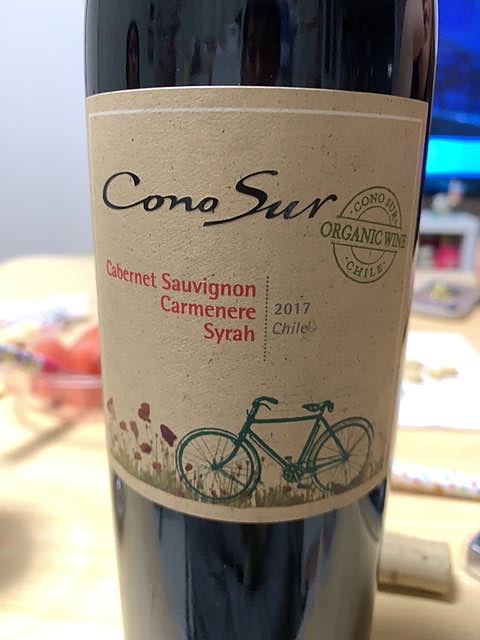 Cono Sur
· CONO SUR ·
ORGANIC WINE
· CHILE ·
Cabernet Sauvignon
Carmenere
Syrah
2017
Chile